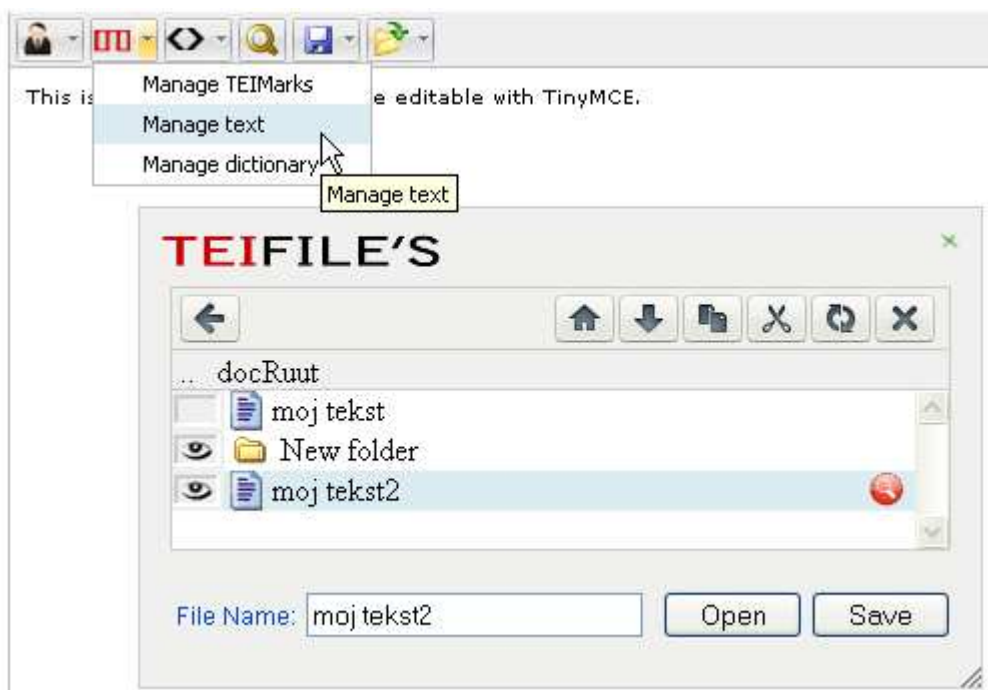 Manage TEIMarks
This is e editable with TinyMCE.
Manage text
Manage dictionary
Manage text
TEIFILE'S
.. docRuut
moj tekst
New folder
moj tekst2
File Name: moj tekst2 Open Save